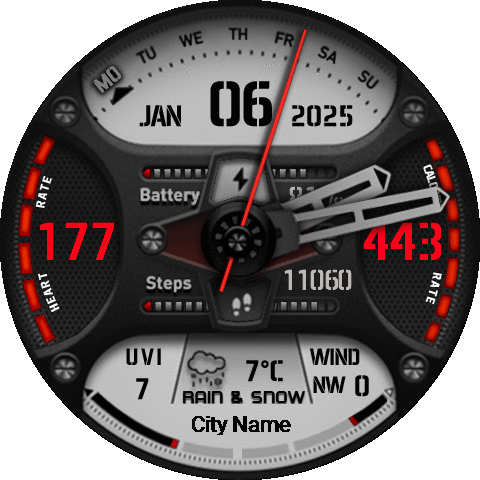 MO TU WE TH FR SA SU
JAN 06 2025
Battery
HEART RATE
177
443
RATE
Steps 11060
UVI
7
7°C
RAIN & SNOW
WIND
NW 0
City Name